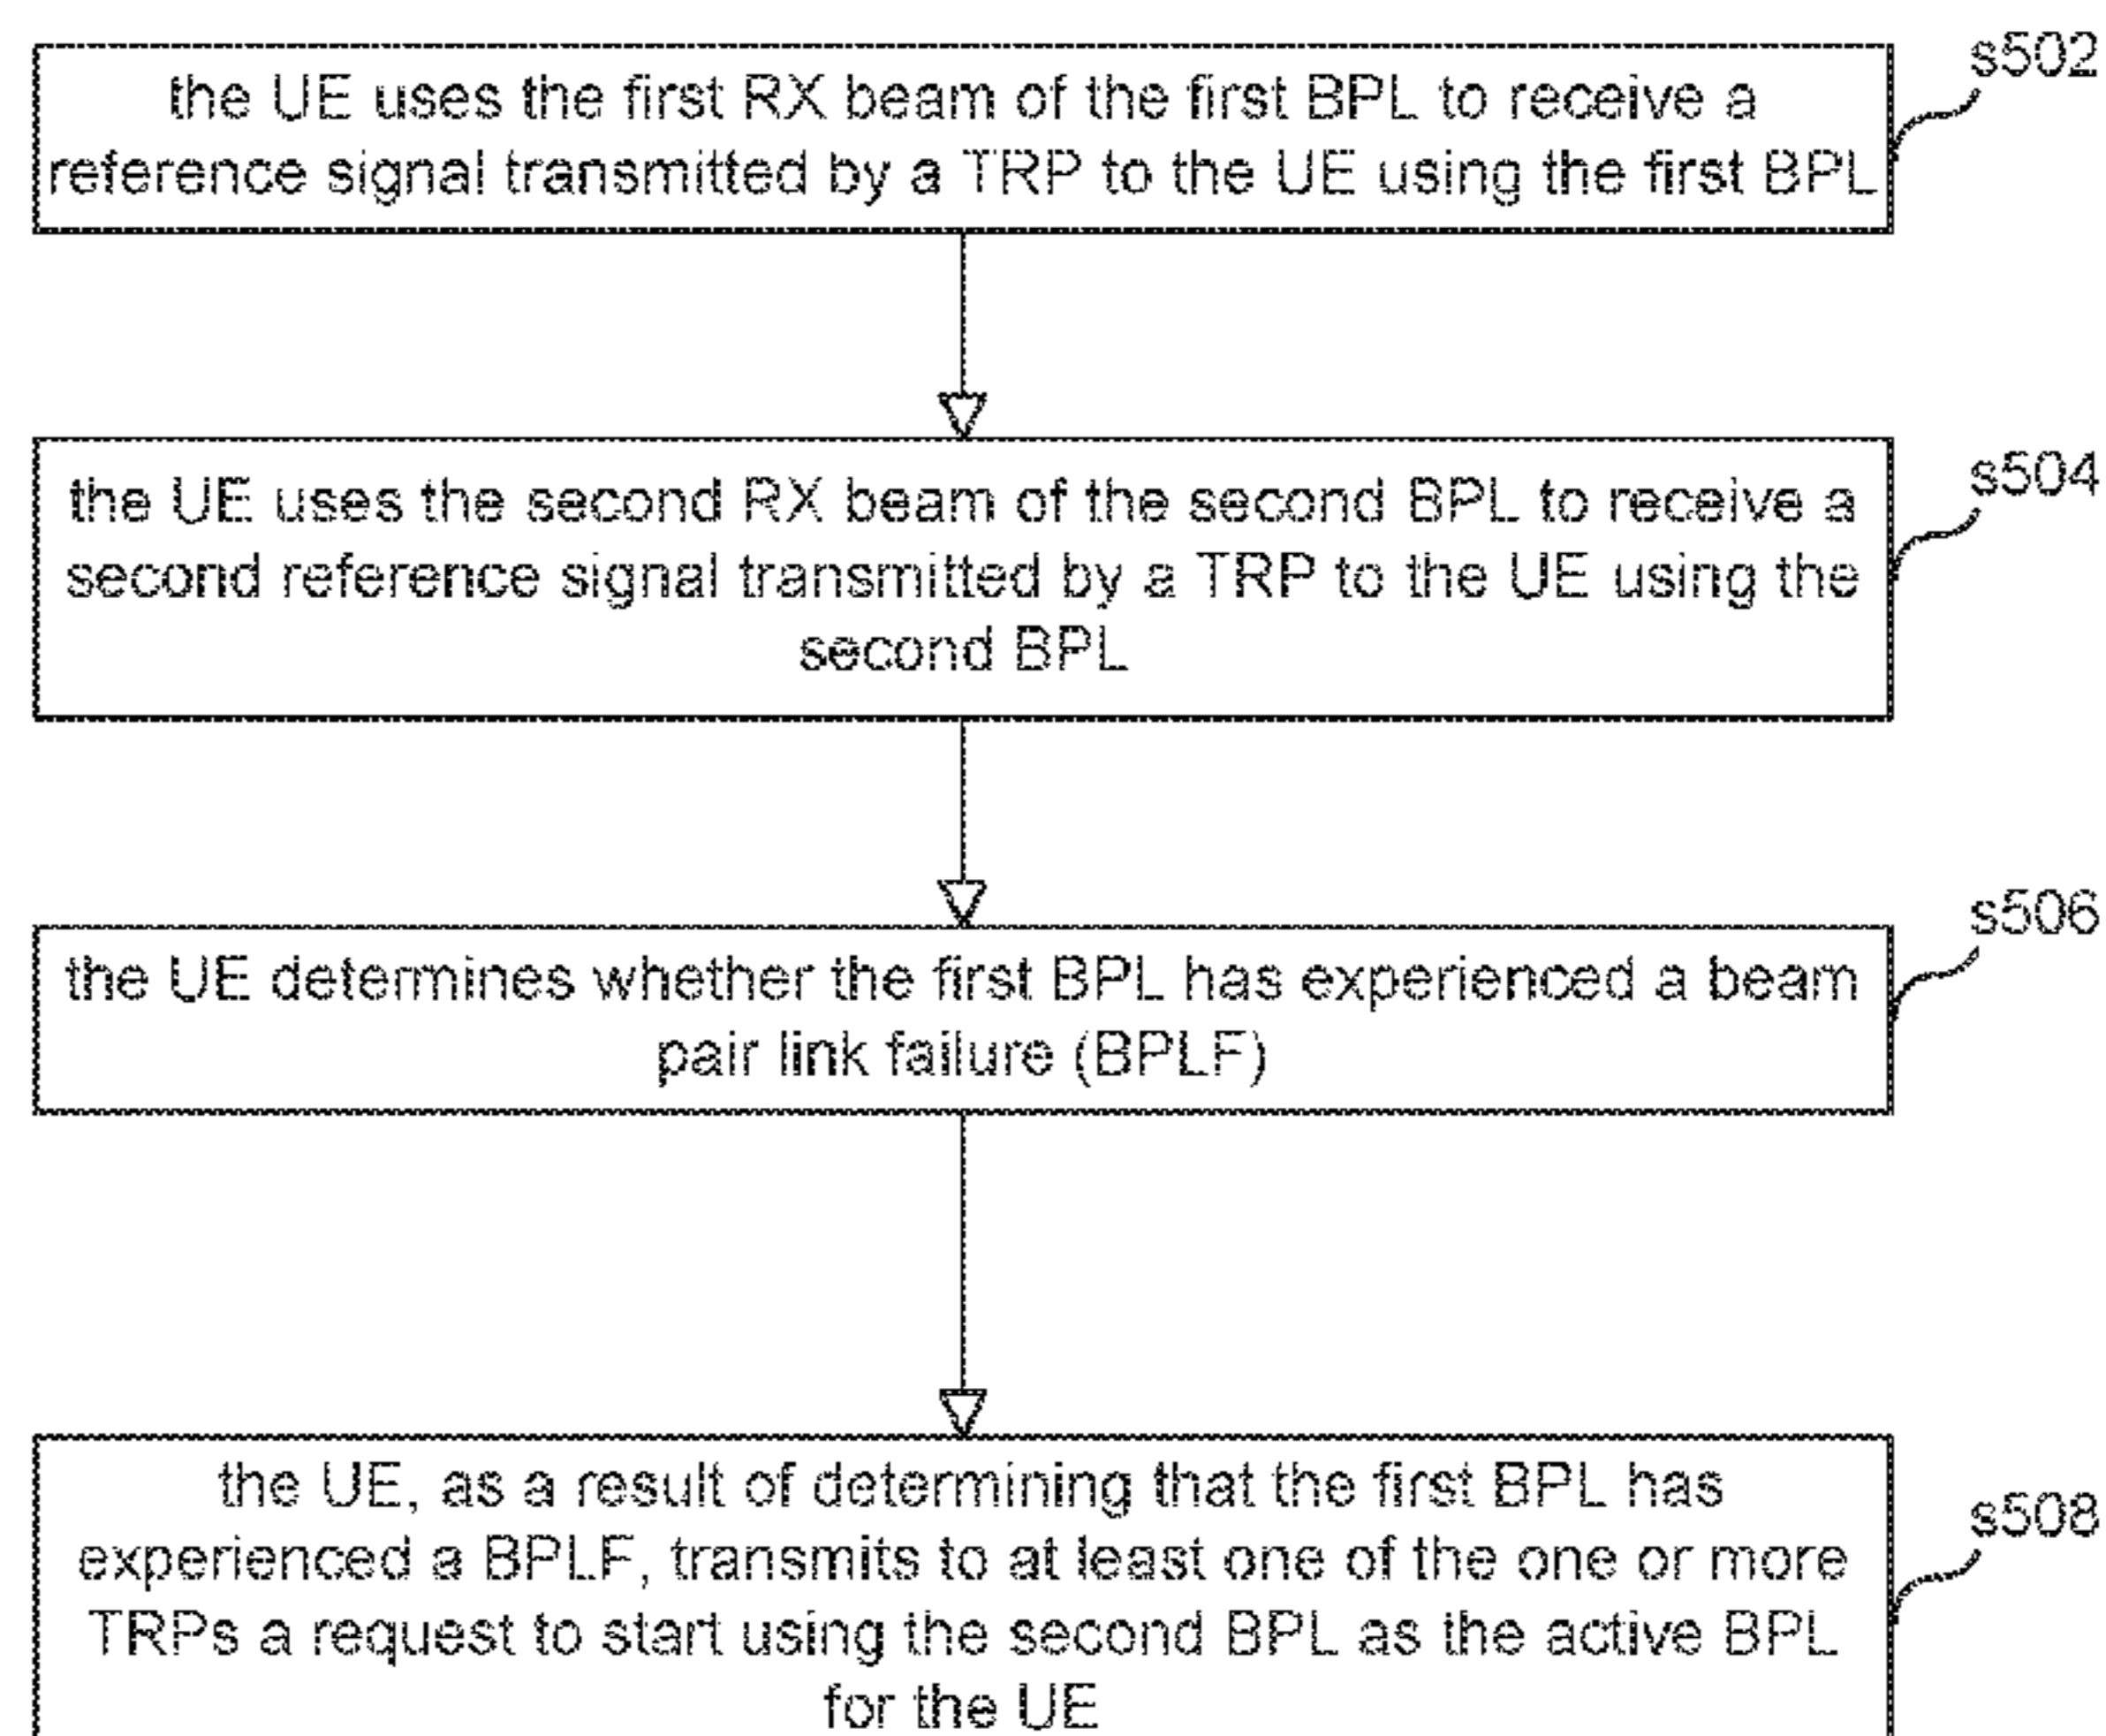 s502
the UE uses the first RX beam of the first BPL to receive a
reference signal transmitted by a TRP to the UE using the first BPL
s504
the UE uses the second RX beam of the second BPL to receive a
second reference signal transmitted by a TRP to the UE using the
second BPL
s506
the UE determines whether the first BPL has experienced a beam
pair link failure (BPLF)
s508
the UE, as a result of determining that the first BPL has
experienced a BPLF, transmits to at least one of the one or more
TRPs a request to start using the second BPL as the active BPL
for the UE